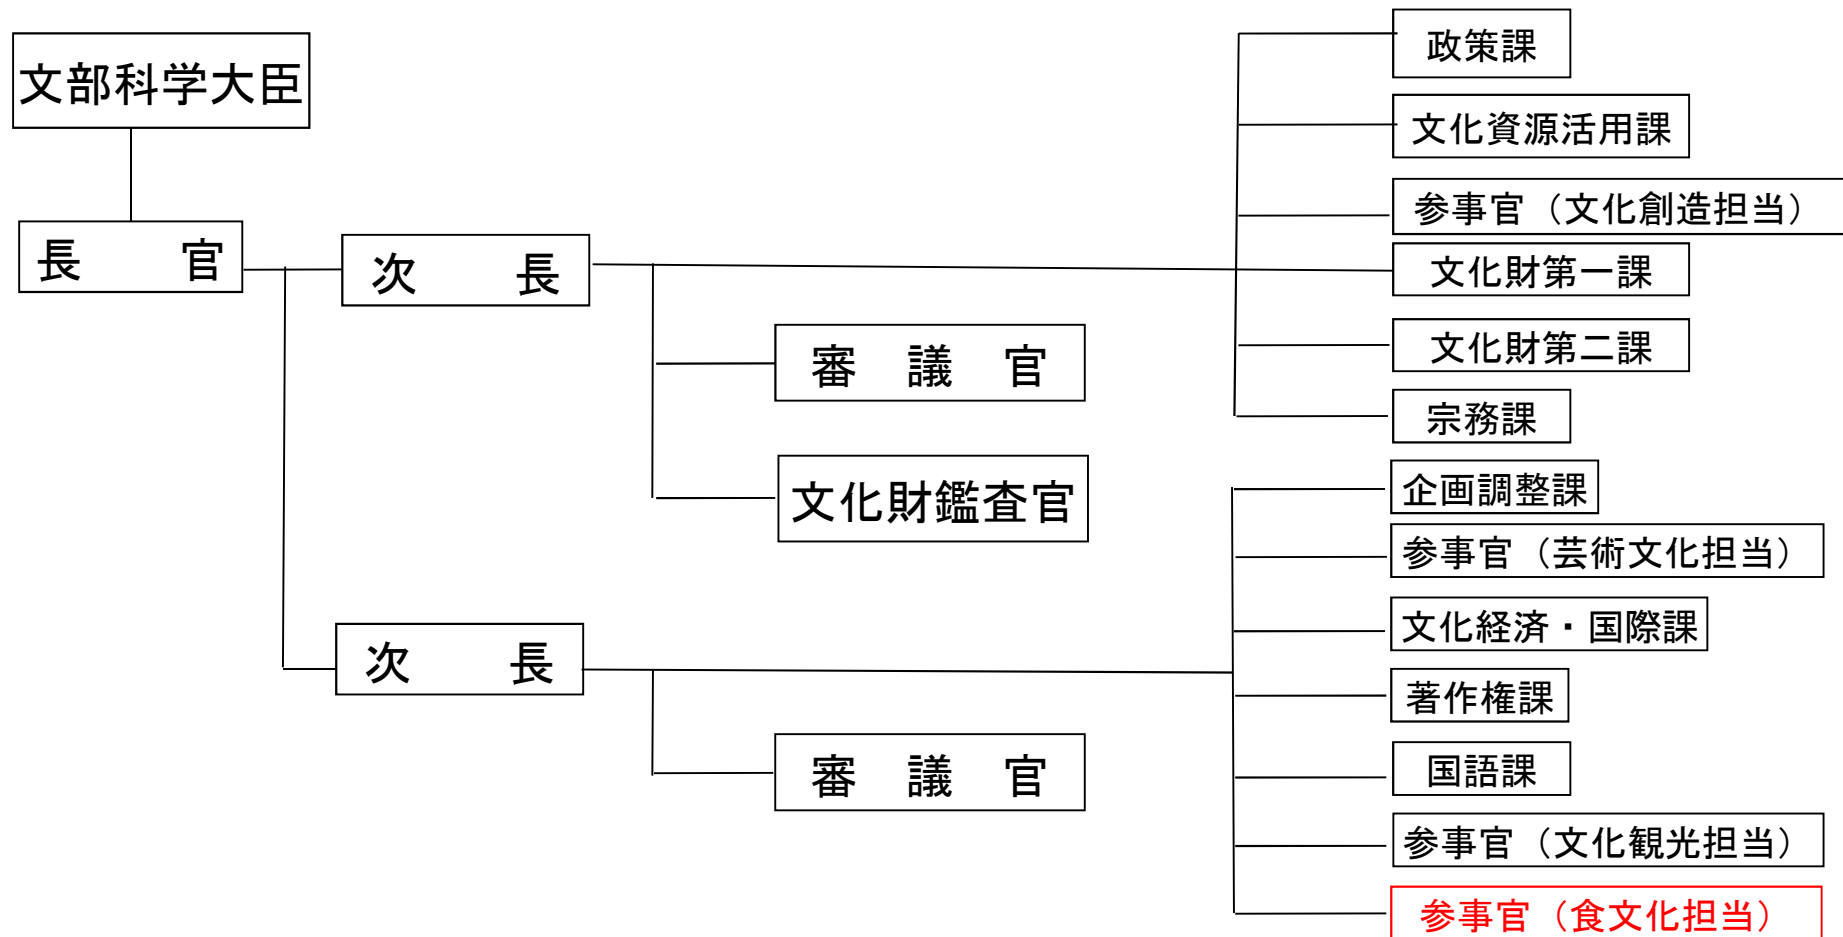 文部科学大臣
長　　官
次　　長
審　議　官
文化財鑑査官
次　　長
審　議　官
政策課
文化資源活用課
参事官（文化創造担当）
文化財第一課
文化財第二課
宗務課
企画調整課
参事官（芸術文化担当）
文化経済・国際課
著作権課
国語課
参事官（文化観光担当）
参事官（食文化担当）